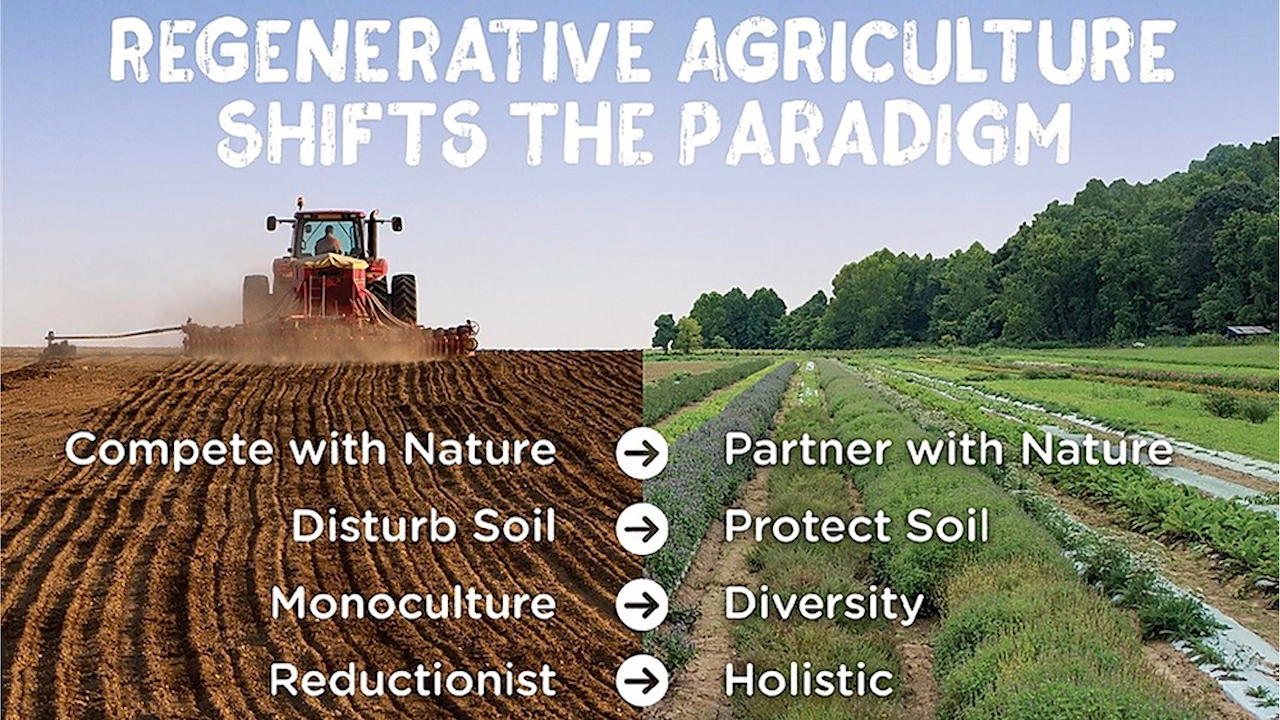 REGENERATIVE AGRICULTURE
SHIFTS THE PARADIGM
Compete with Nature → Partner with Nature
Disturb Soil → Protect Soil
Monoculture → Diversity
Reductionist → Holistic